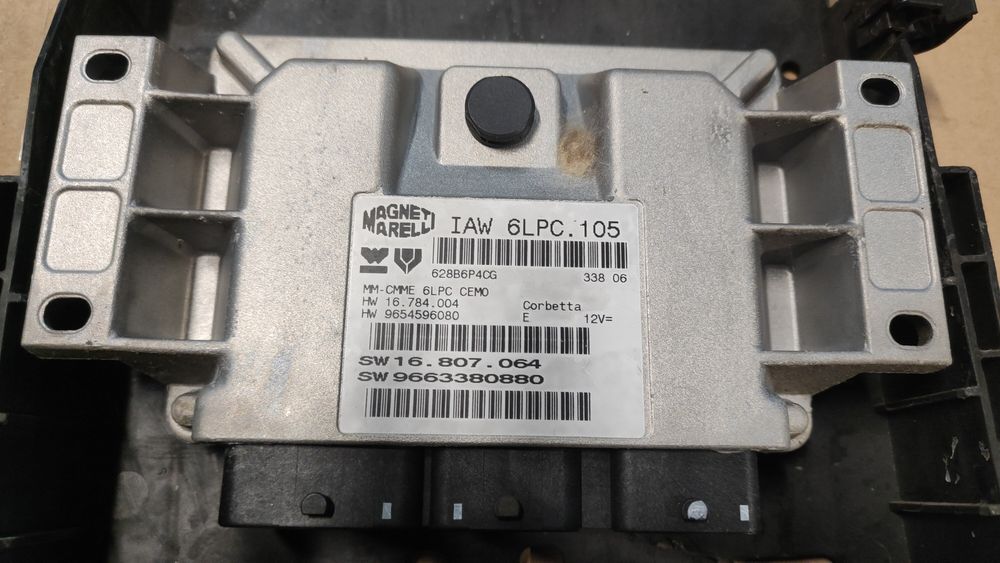 MAGNETI MARELLI
IAW 6LPC.105
628B6P4CG 338 06
MM-CMME 6LPC CEMO
HW 16.784.004 Corbetta
HW 9654596080 E 12V=
SW 16.807.064
SW 9663380880